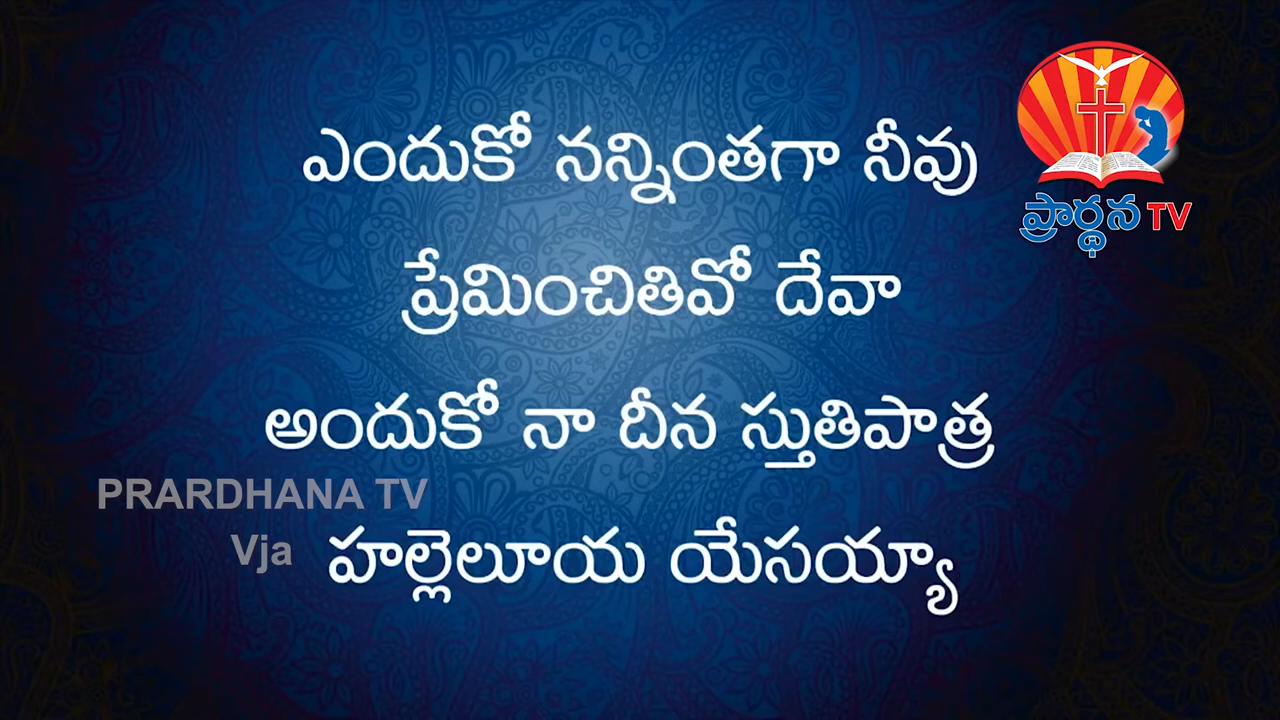 ఎందుకో నన్నింతగా నీవు
ప్రేమించితివో దేవా
అందుకో నా దీన స్తుతిపాత్ర
హల్లెలూయ యేసయ్యా
ప్రార్థన TV
PRARDHANA TV
Vja